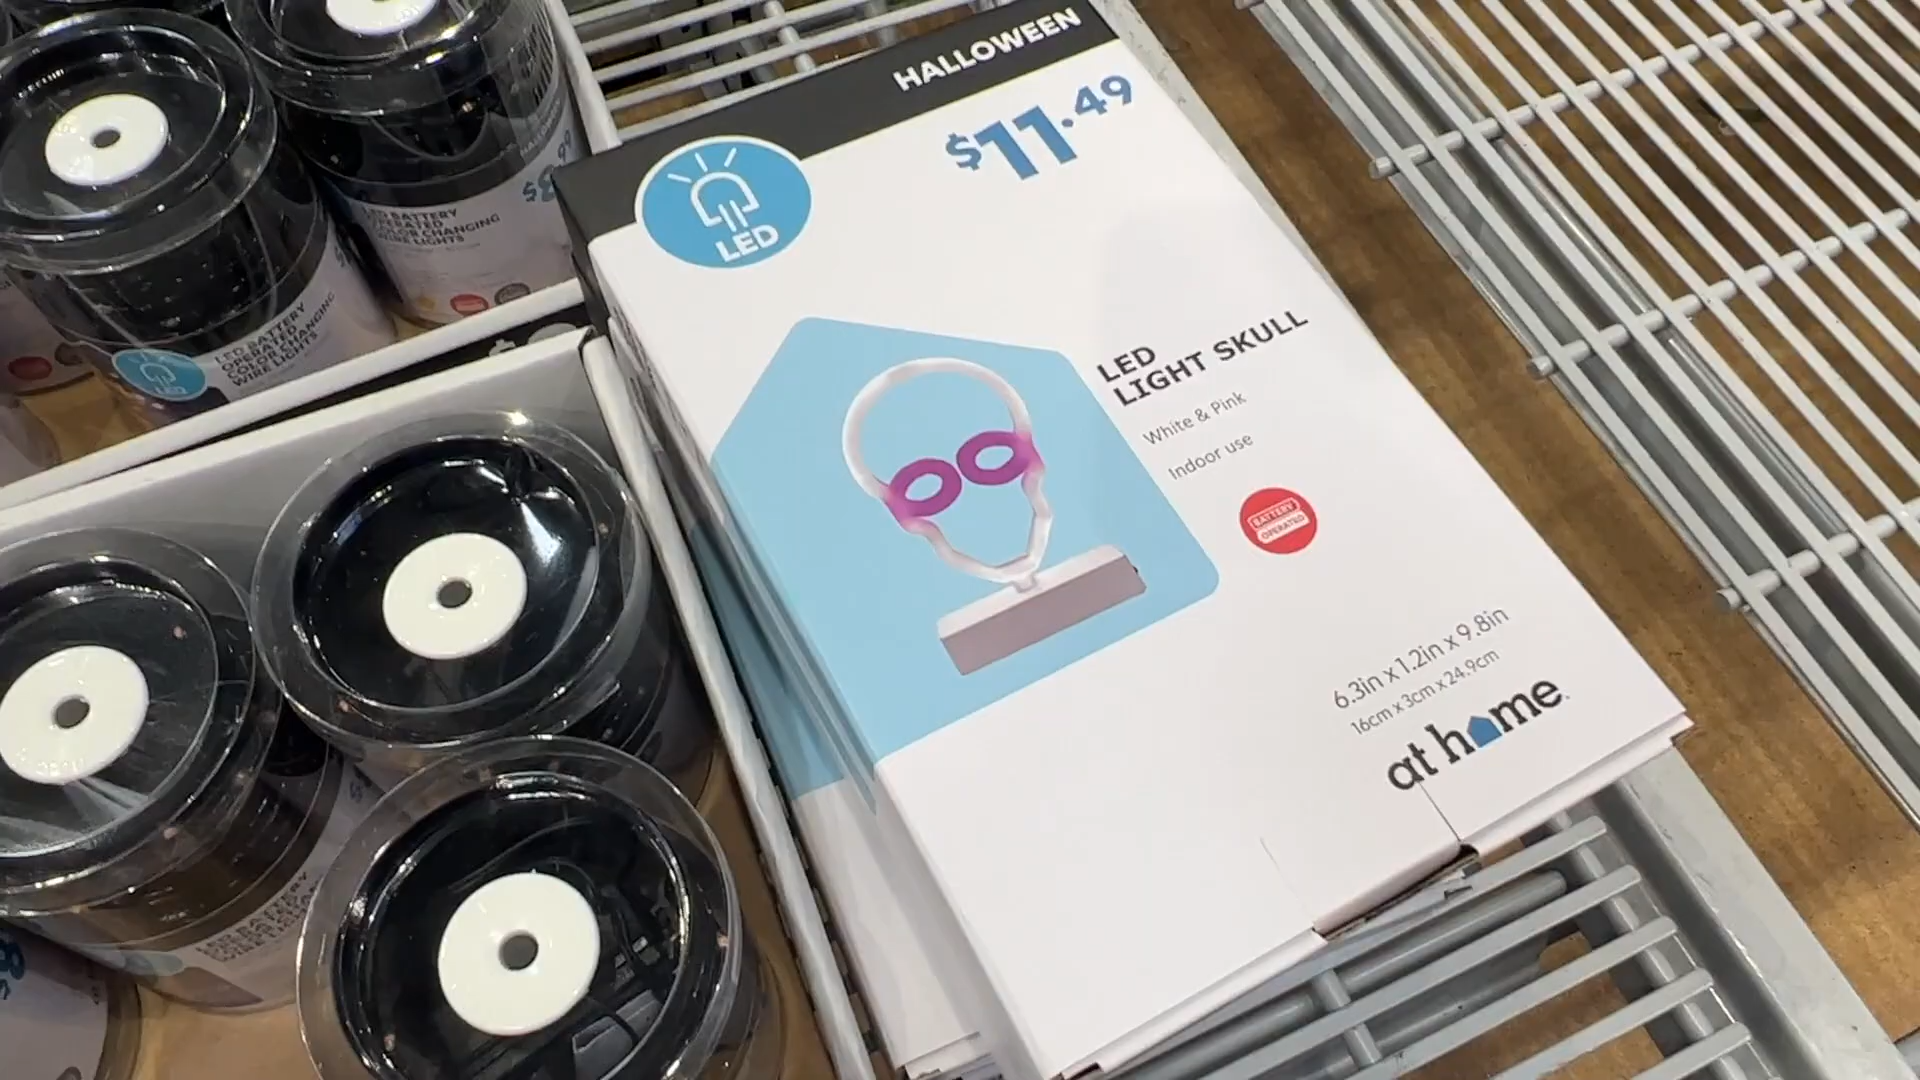 HALLOWEEN
$11.49
LED
LED
LIGHT SKULL
White & Pink
Indoor use
BATTERY
OPERATED
6.3in x 1.2in x 9.8in
16cm x 3cm x 24.9cm
at home
LED BATTERY
OPERATED
COLOR CHANGING
WIRE LIGHTS
LED BATTERY
OPERATED
COLOR CHANGING
WIRE LIGHTS
LED